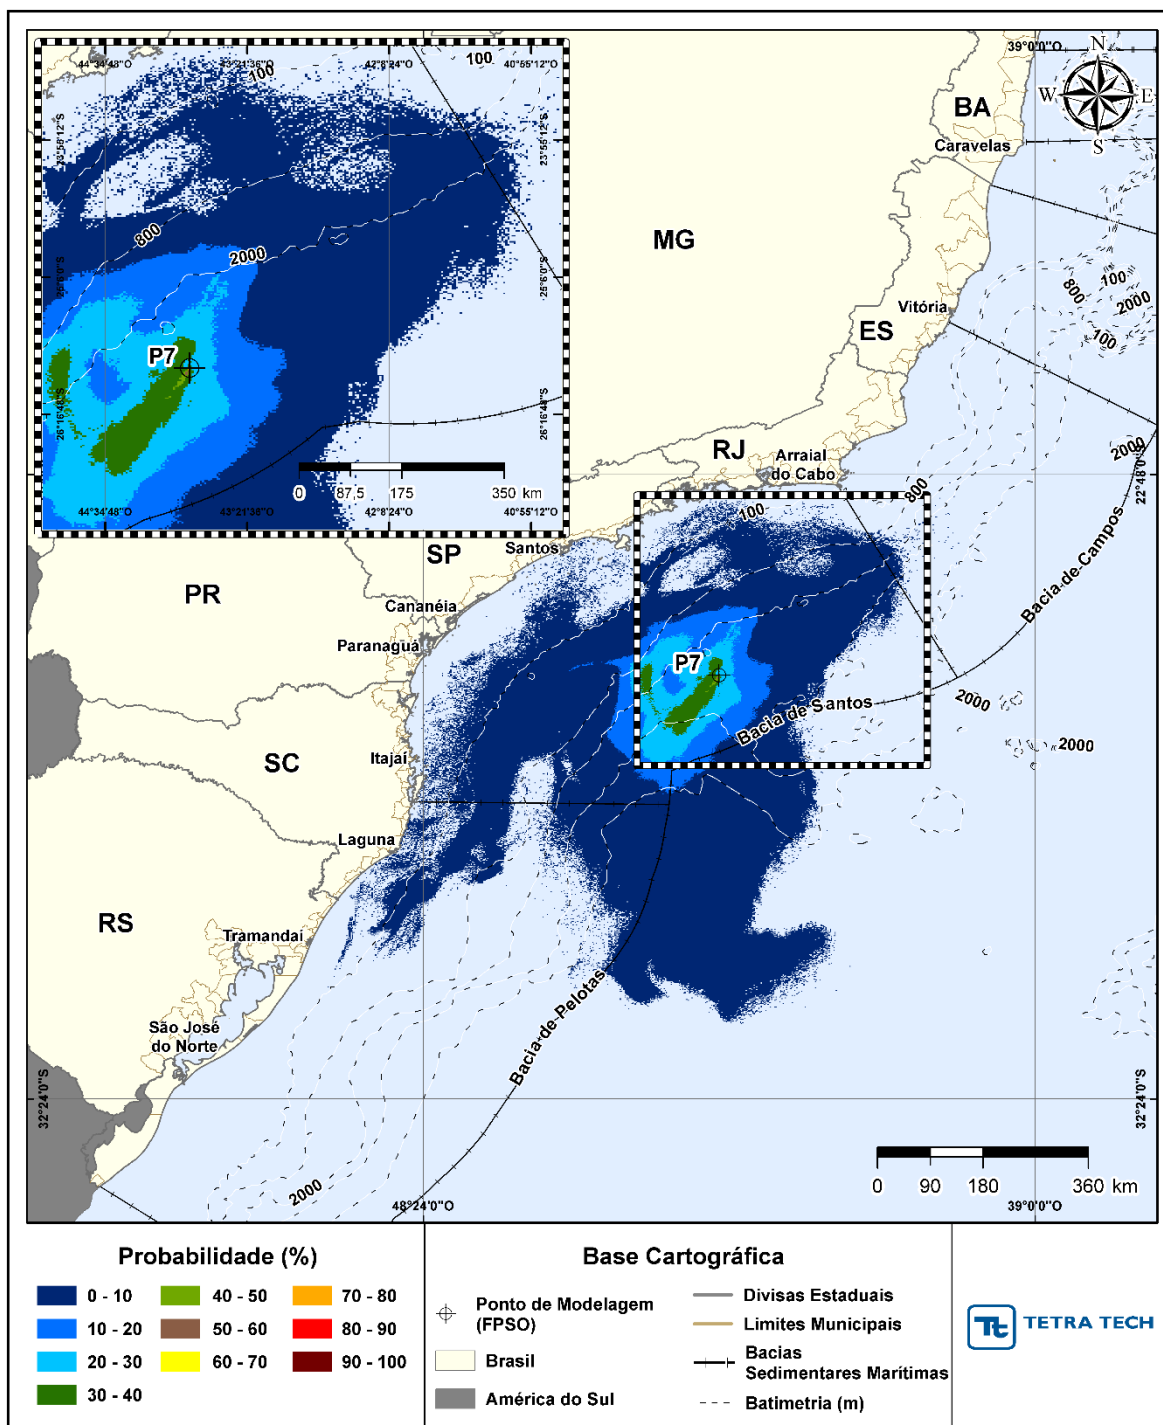 44°34'48"O
43°21'36"O
42°8'24"O
40°55'12"O
100
100
23°55'12"S
23°55'12"S
800
2000
25°6'0"S
25°6'0"S
P7
26°16'48"S
26°16'48"S
0 87,5 175 350 km
44°34'48"O
43°21'36"O
42°8'24"O
40°55'12"O
39°0'0"O
N
W E
S
BA
Caravelas
MG
800
100
2000
100
Vitória
ES
RJ
Arraial
do Cabo
2000
22°48'0"S
800
100
SP
Santos
PR
Cananéia
Paranaguá
Bacia de Campos
P7
Bacia de Santos
2000
2000
SC
Itajaí
Laguna
RS
Tramandaí
São José
do Norte
Bacia de Pelotas
32°24'0"S
32°24'0"S
2000
48°24'0"O
39°0'0"O
0 90 180 360 km
Probabilidade (%)
0 - 10
10 - 20
20 - 30
30 - 40
40 - 50
50 - 60
60 - 70
70 - 80
80 - 90
90 - 100
Base Cartográfica
Ponto de Modelagem
(FPSO)
Brasil
América do Sul
Divisas Estaduais
Limites Municipais
Bacias
Sedimentares Marítimas
Batimetria (m)
Tt TETRA TECH